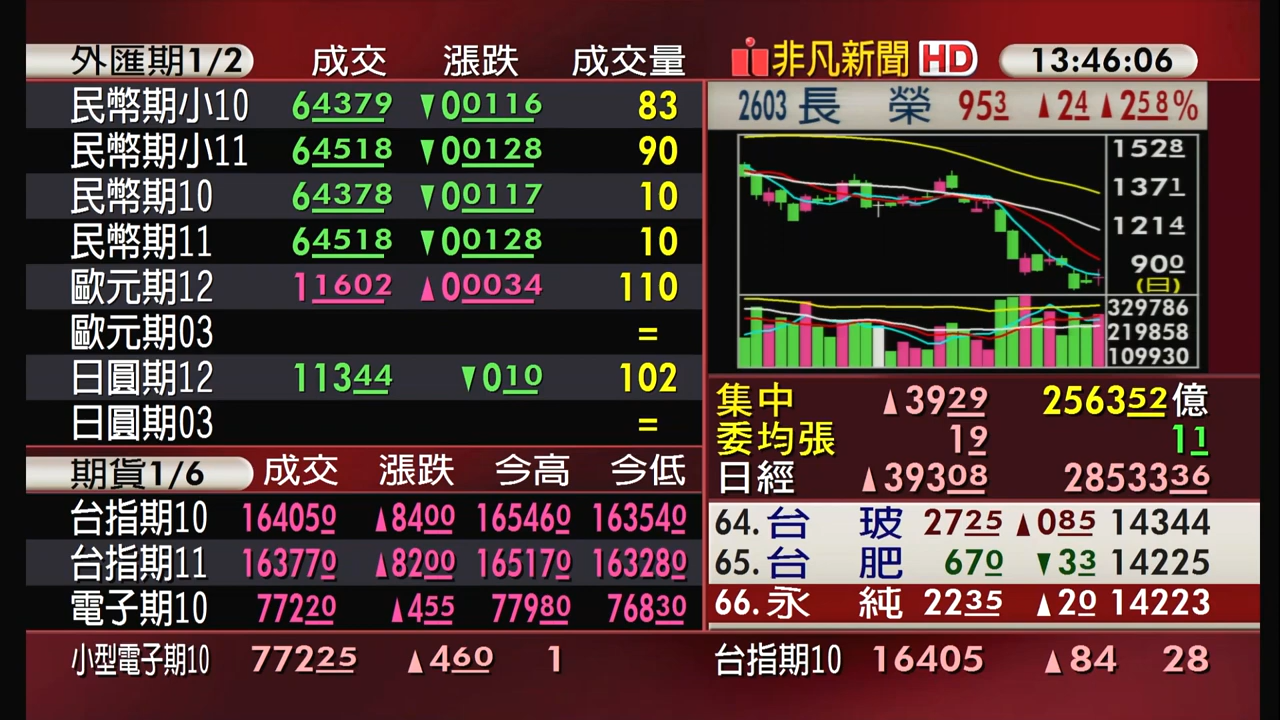 外匯期1/2 成交 漲跌 成交量
民幣期小10 64379 ▼00116 83
民幣期小11 64518 ▼00128 90
民幣期10 64378 ▼00117 10
民幣期11 64518 ▼00128 10
歐元期12 11602 ▲00034 110
歐元期03 =
日圓期12 11344 ▼010 102
日圓期03 =
期貨1/6 成交 漲跌 今高 今低
台指期10 164050 ▲8400 165460 163540
台指期11 163770 ▲8200 165170 163280
電子期10 77220 ▲455 77980 76830
小型電子期10 77225 ▲460 1
非凡新聞HD 13:46:06
2603 長榮 953 ▲24 ▲258%
1528
1371
1214
900
(日)
329786
219858
109930
集中 ▲3929 256352億
委均張 19 11
日經 ▲39308 2853336
64.台玻 2725 ▲085 14344
65.台肥 670 ▼33 14225
66.永純 2235 ▲20 14223
台指期10 16405 ▲84 28